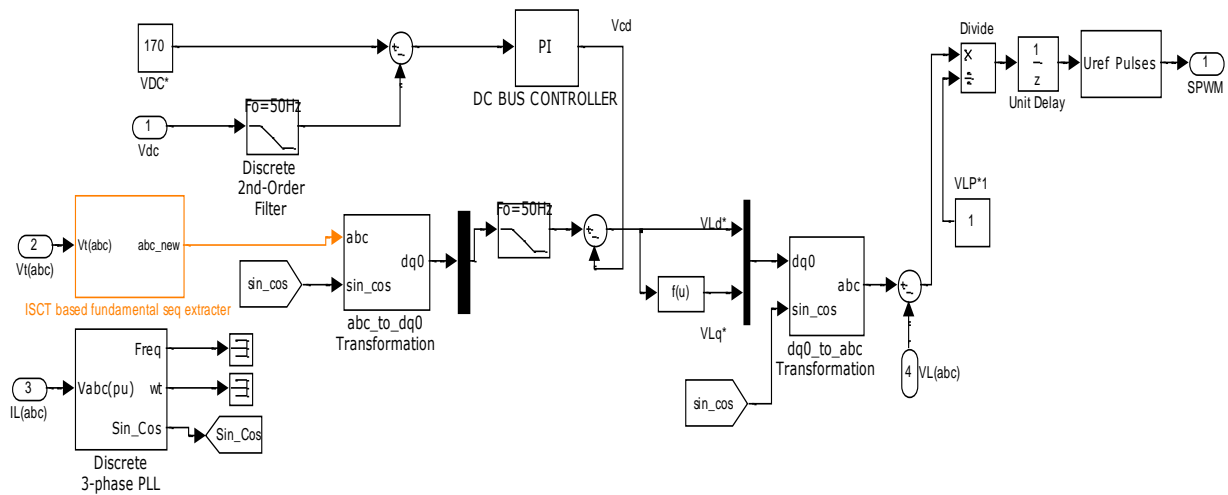 Vcd
Divide
170
+
-
PI
x
÷
1
z
Uref Pulses
1
VDC*
DC BUS CONTROLLER
Unit Delay
SPWM
Fo=50Hz
1
Vdc
Discrete
2nd-Order
Filter
VLP*1
1
Fo=50Hz
2
Vt(abc)
Vt(abc)
abc_new
ISCT based fundamental seq extracter
abc
dq0
sin_cos
sin_cos
abc_to_dq0
Transformation
+
-
VLd*
f(u)
VLq*
dq0
abc
sin_cos
dq0_to_abc
Transformation
+
-
4
VL(abc)
sin_cos
3
IL(abc)
Freq
Vabc(pu)
wt
Sin_Cos
Sin_Cos
Discrete
3-phase PLL